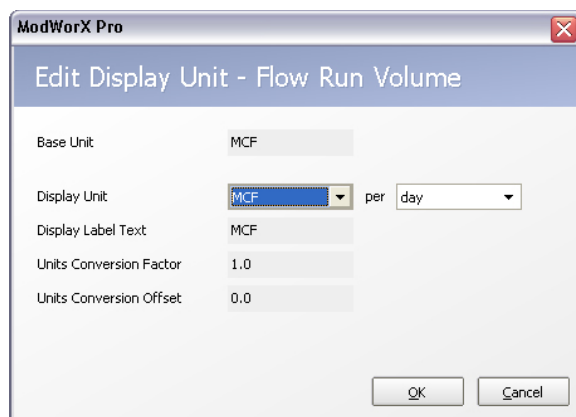 ModWorX Pro
Edit Display Unit - Flow Run Volume
Base Unit MCF
Display Unit MCF per day
Display Label Text MCF
Units Conversion Factor 1.0
Units Conversion Offset 0.0
OK Cancel